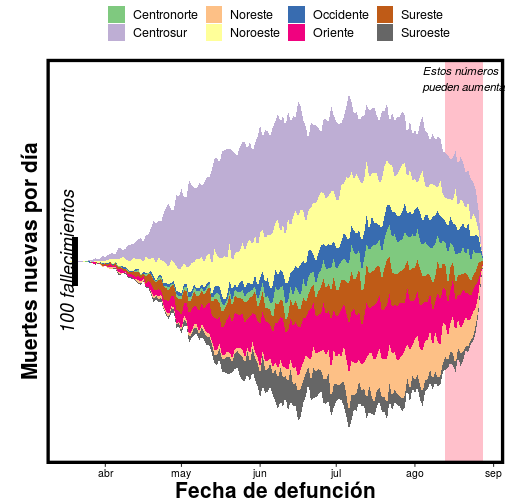 Centronorte Noreste Occidente Sureste
Centrosur Noroeste Oriente Suroeste
Estos números
pueden aumenta
Muertes nuevas por día
100 fallecimientos
abr may jun jul ago sep
Fecha de defunción